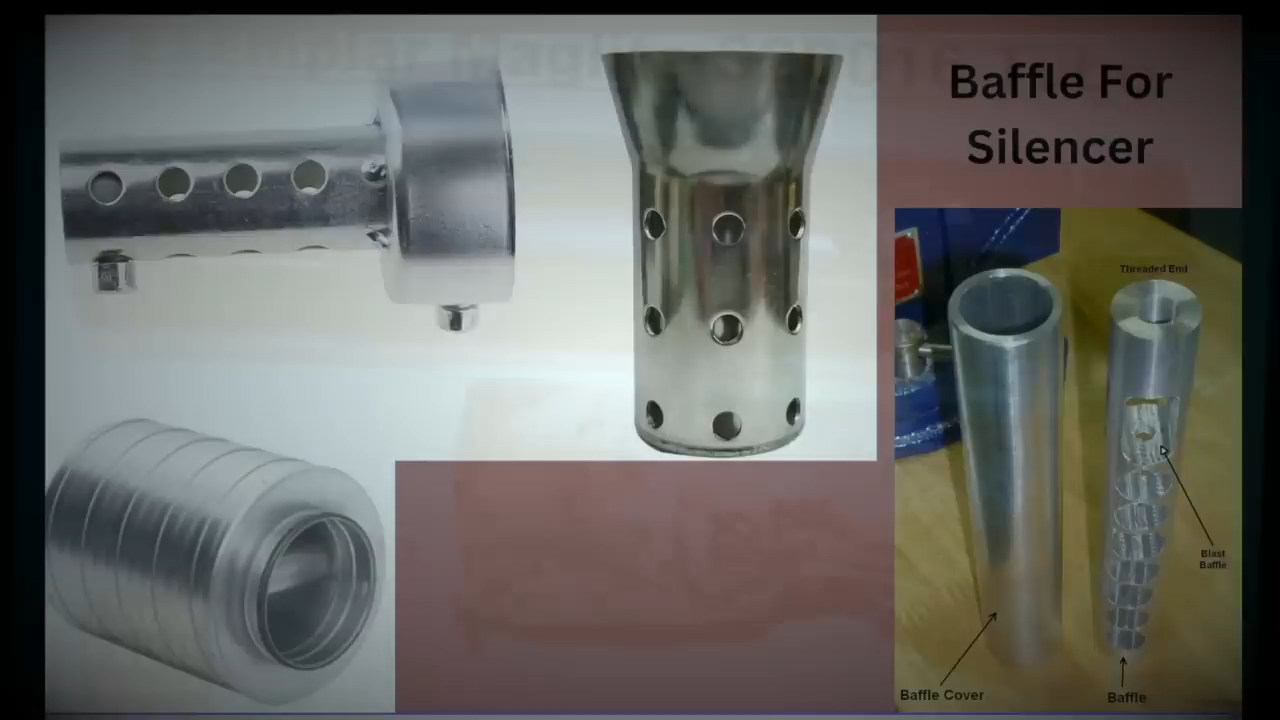 Baffle For
Silencer
Threaded End
Blast
Baffle
Baffle Cover
Baffle